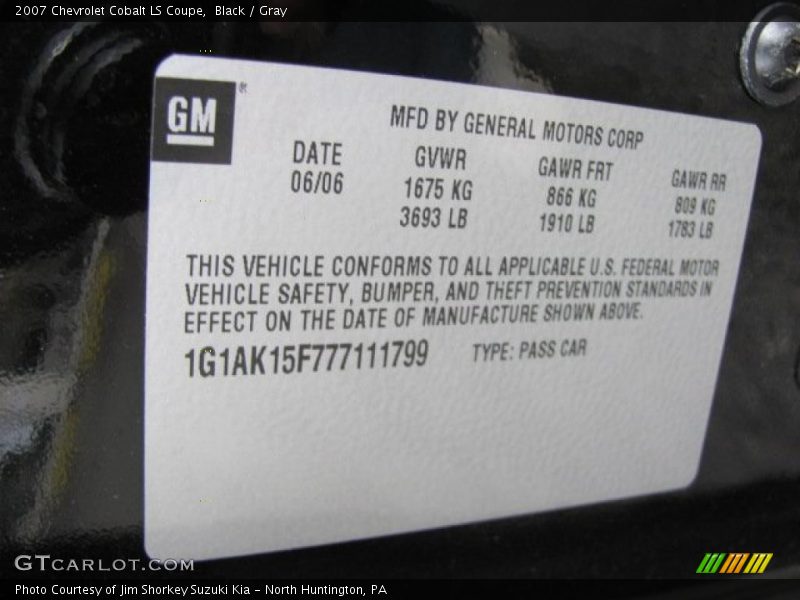 2007 Chevrolet Cobalt LS Coupe,  Black / Gray
GM®
MFD BY GENERAL MOTORS CORP
DATE GVWR GAWR FRT GAWR RR
06/06 1675 KG 866 KG 809 KG
3693 LB 1910 LB 1783 LB
THIS VEHICLE CONFORMS TO ALL APPLICABLE U.S. FEDERAL MOTOR
VEHICLE SAFETY, BUMPER, AND THEFT PREVENTION STANDARDS IN
EFFECT ON THE DATE OF MANUFACTURE SHOWN ABOVE.
1G1AK15F777111799 TYPE: PASS CAR
GTCARLOT.COM
Photo Courtesy of Jim Shorkey Suzuki Kia - North Huntington, PA